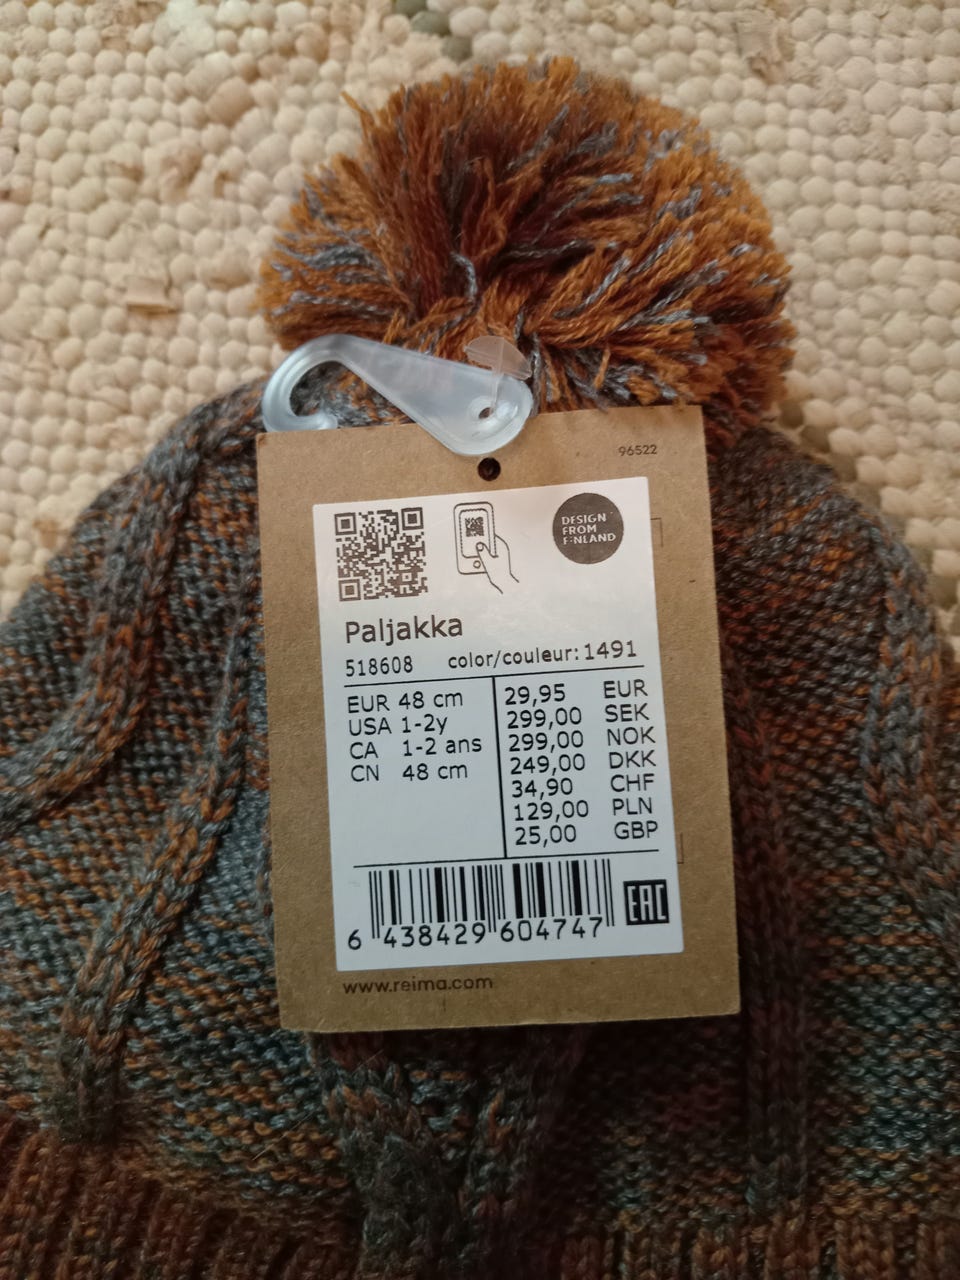 96522
DESIGN
FROM
FINLAND
Paljakka
518608 color/couleur: 1491
EUR 48 cm
USA 1-2y
CA 1-2 ans
CN 48 cm
29,95 EUR
299,00 SEK
299,00 NOK
249,00 DKK
34,90 CHF
129,00 PLN
25,00 GBP
6 438429 604747
EAC
www.reima.com